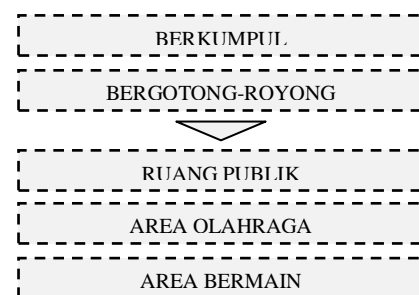 BERKUMPUL
BERGOTONG-ROYONG
RUANG PUBLIK
AREA OLAHRAGA
AREA BERMAIN